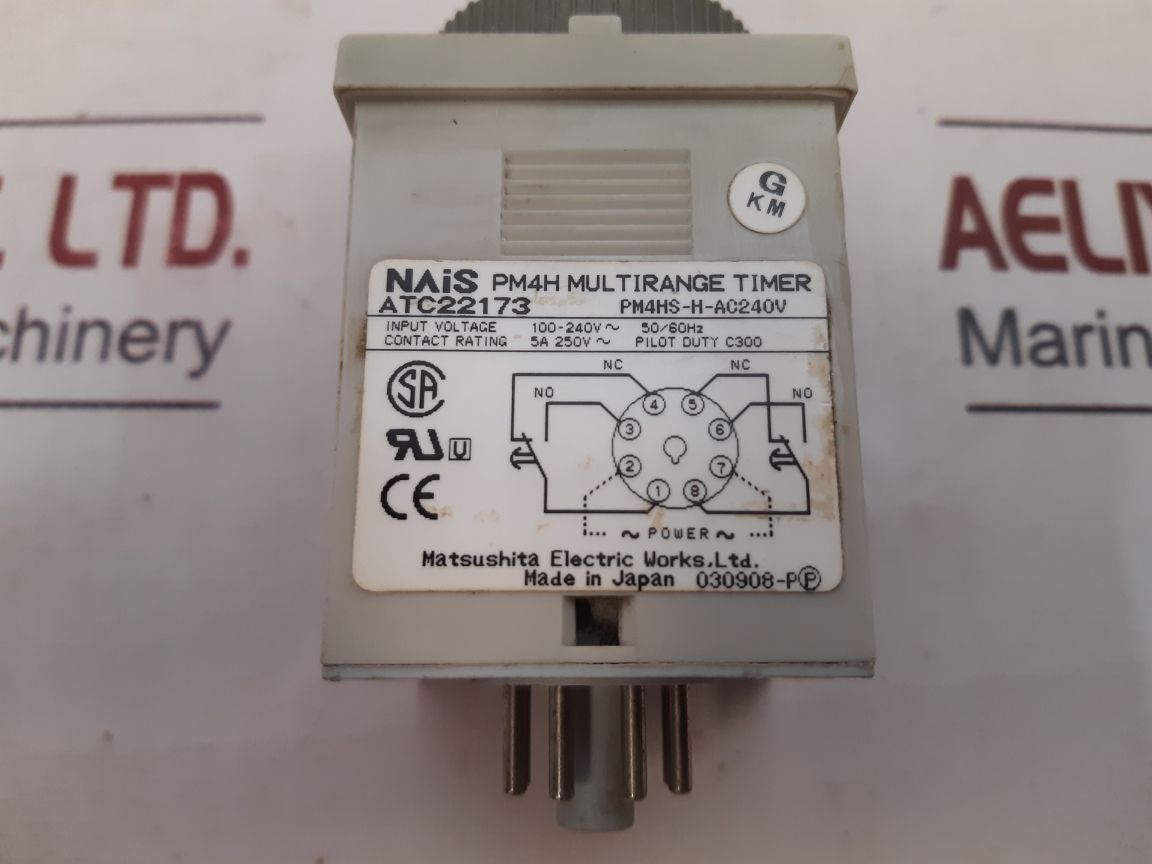 LTD.
AELI
chinery
Marin
G
KM
NAiS PM4H MULTIRANGE TIMER
ATC22173 PM4HS-H-AC240V
INPUT VOLTAGE 100-240V~ 50/60Hz
CONTACT RATING 5A 250V~ PILOT DUTY C300
SA
NC NC
NO NO
4 5
3 6
RU U
2 7
CE
1 8
~ POWER ~
Matsushita Electric Works,Ltd.
Made in Japan 030908-P P